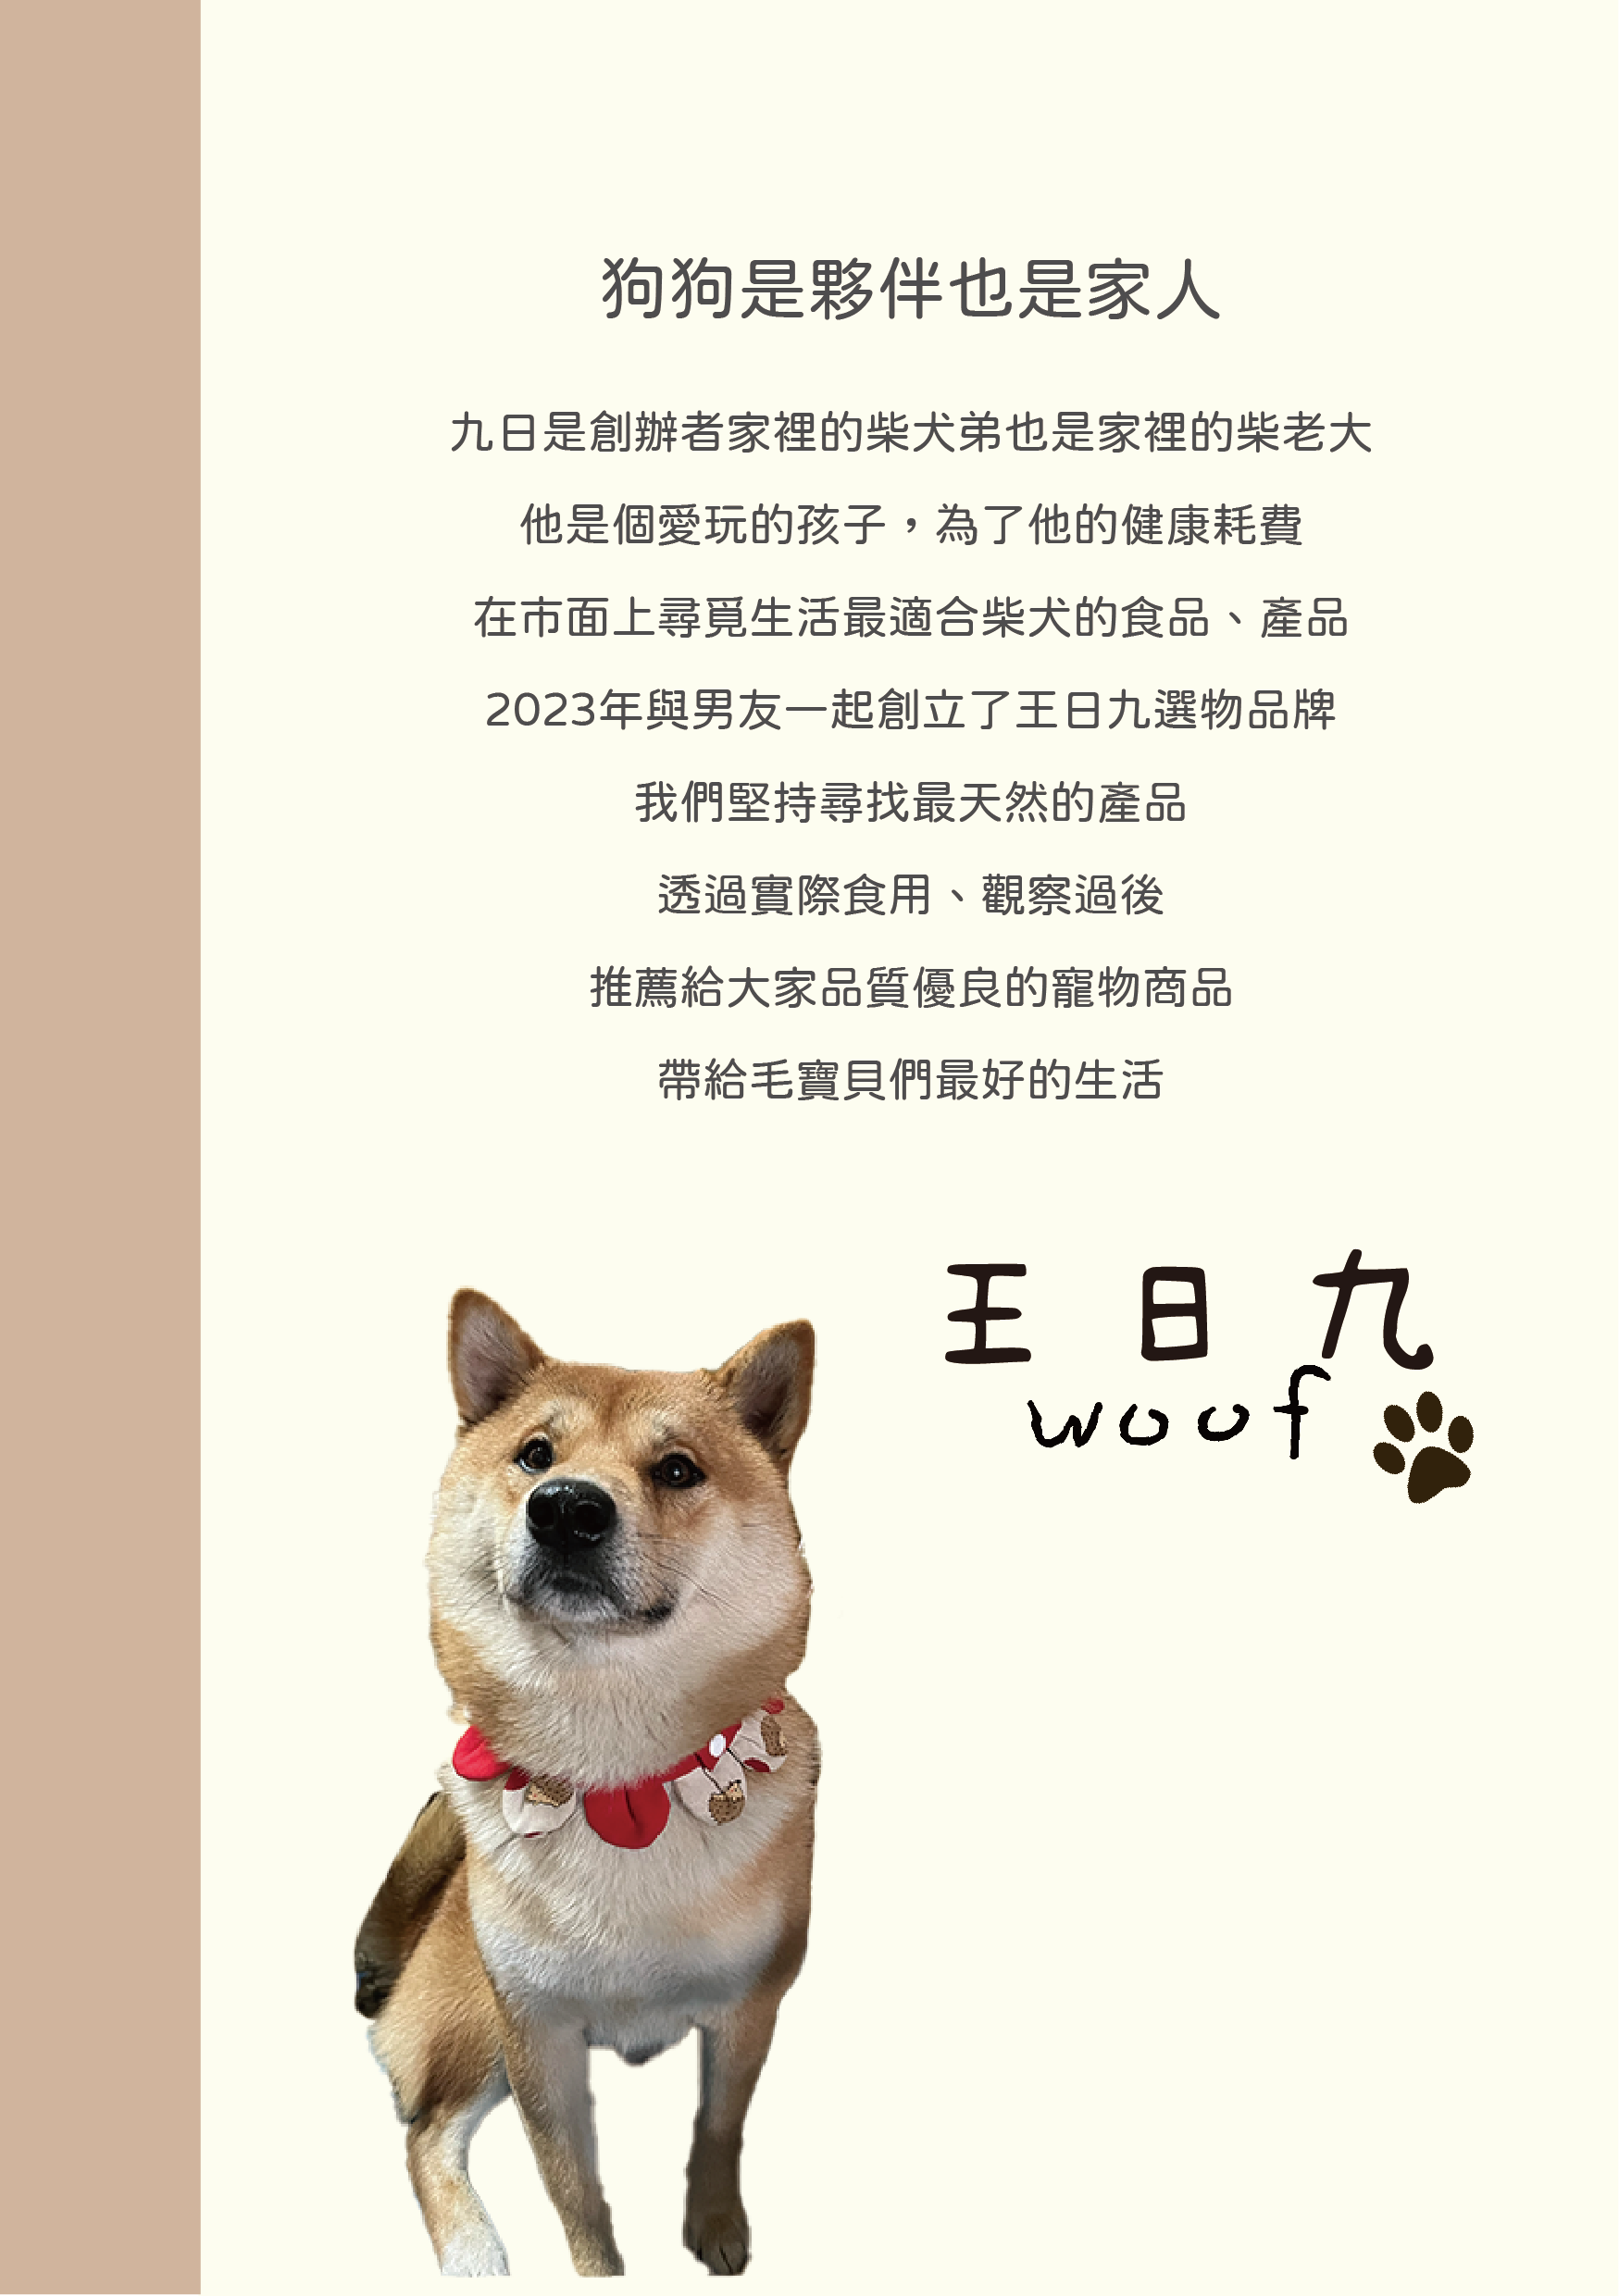 狗狗是夥伴也是家人
九日是創辦者家裡的柴犬弟也是家裡的柴老大
他是個愛玩的孩子，為了他的健康耗費
在市面上尋覓生活最適合柴犬的食品、產品
2023年與男友一起創立了王日九選物品牌
我們堅持尋找最天然的產品
透過實際食用、觀察過後
推薦給大家品質優良的寵物商品
帶給毛寶貝們最好的生活
王日九
woof